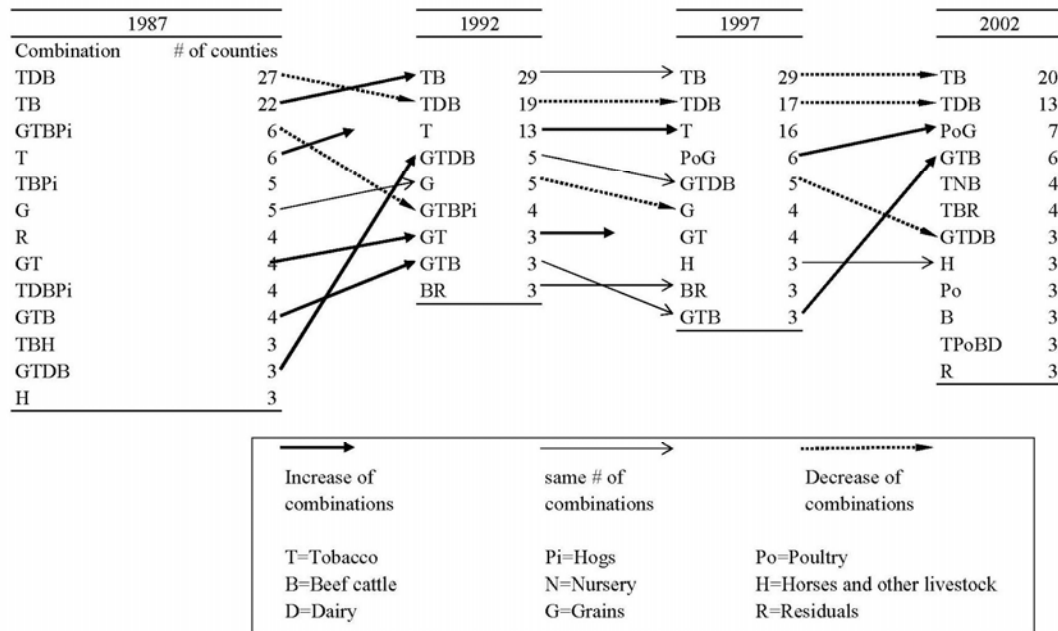 1987 1992 1997 2002
Combination # of counties
TDB 27 TB 29 TB 29 TB 20
TB 22 TDB 19 TDB 17 TDB 13
GTBPi 6 T 13 T 16 PoG 7
T 6 GTDB 5 PoG 6 GTB 6
TBPi 5 G 5 GTDB 5 TNB 4
G 5 GTBPi 4 G 4 TBR 4
R 4 GT 3 GT 4 GTDB 3
GT 4 GTB 3 H 3 H 3
TDBPi 4 BR 3 BR 3 Po 3
GTB 4 GTB 3 B 3
TBH 3 TPoBD 3
GTDB 3 R 3
H 3
Increase of same # of Decrease of
combinations combinations combinations
T=Tobacco Pi=Hogs Po=Poultry
B=Beef cattle N=Nursery H=Horses and other livestock
D=Dairy G=Grains R=Residuals